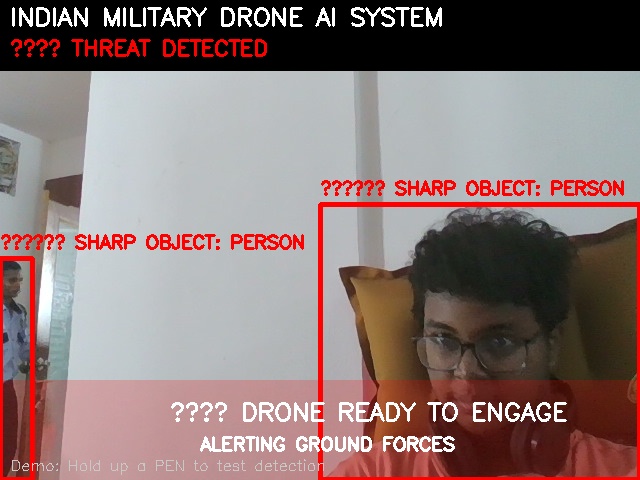 INDIAN MILITARY DRONE AI SYSTEM
???? THREAT DETECTED
?????? SHARP OBJECT: PERSON
?????? SHARP OBJECT: PERSON
???? DRONE READY TO ENGAGE
ALERTING GROUND FORCES
Demo: Hold up a PEN to test detection